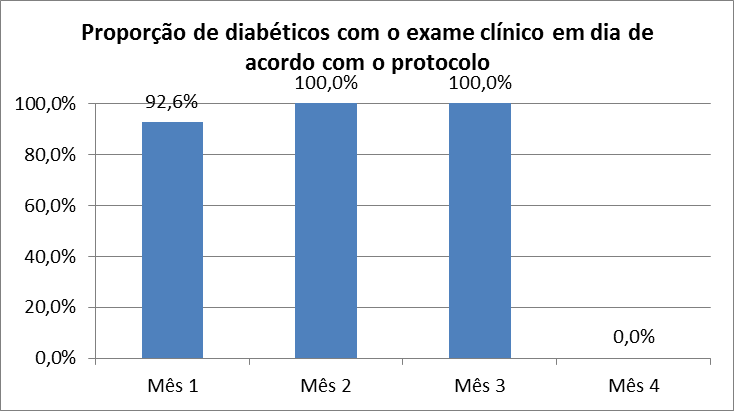 Proporção de diabéticos com o exame clínico em dia de
acordo com o protocolo
100,0%
80,0%
60,0%
40,0%
20,0%
0,0%
92,6%
100,0%
100,0%
0,0%
Mês 1
Mês 2
Mês 3
Mês 4